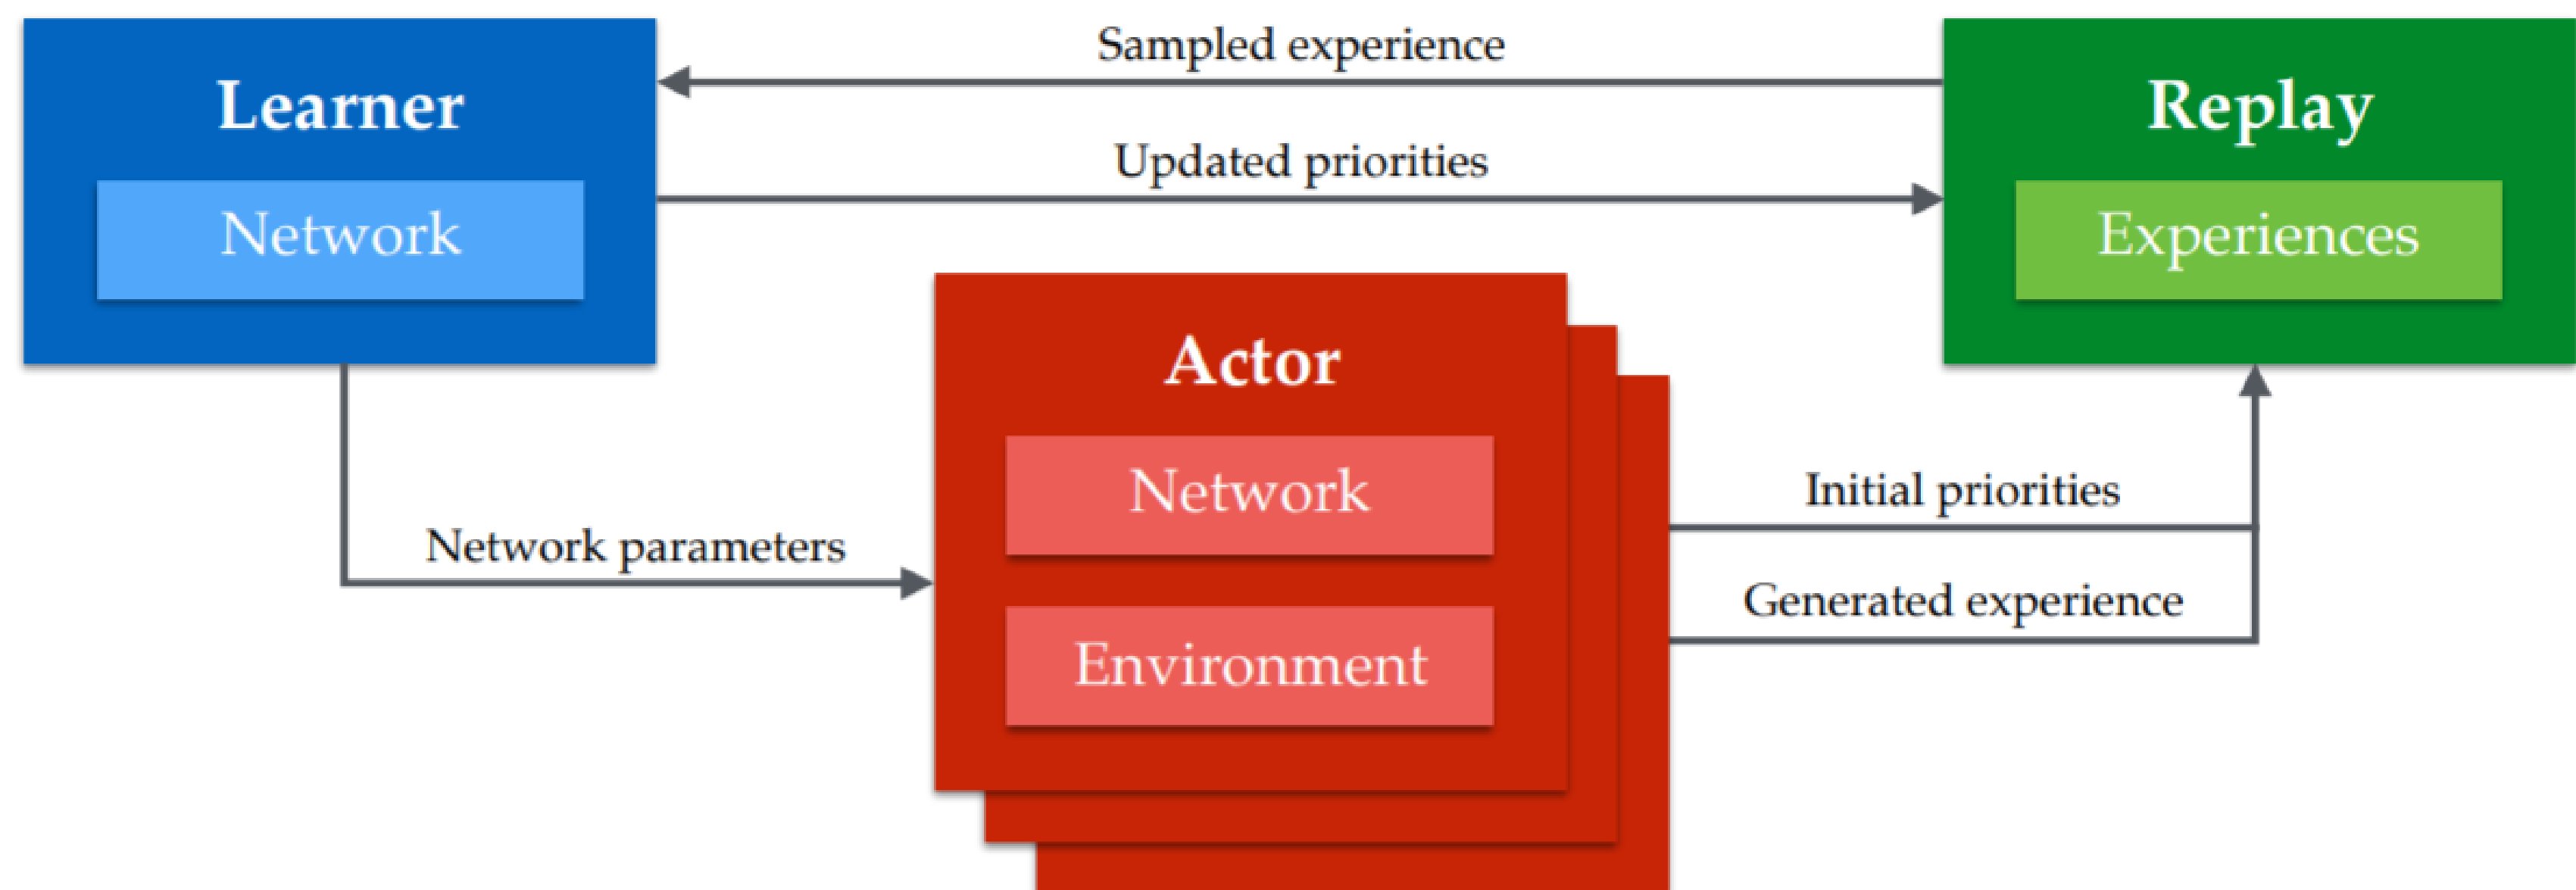 Sampled experience
Learner
Replay
Updated priorities
Network
Experiences
Actor
Network
Initial priorities
Network parameters
Generated experience
Environment